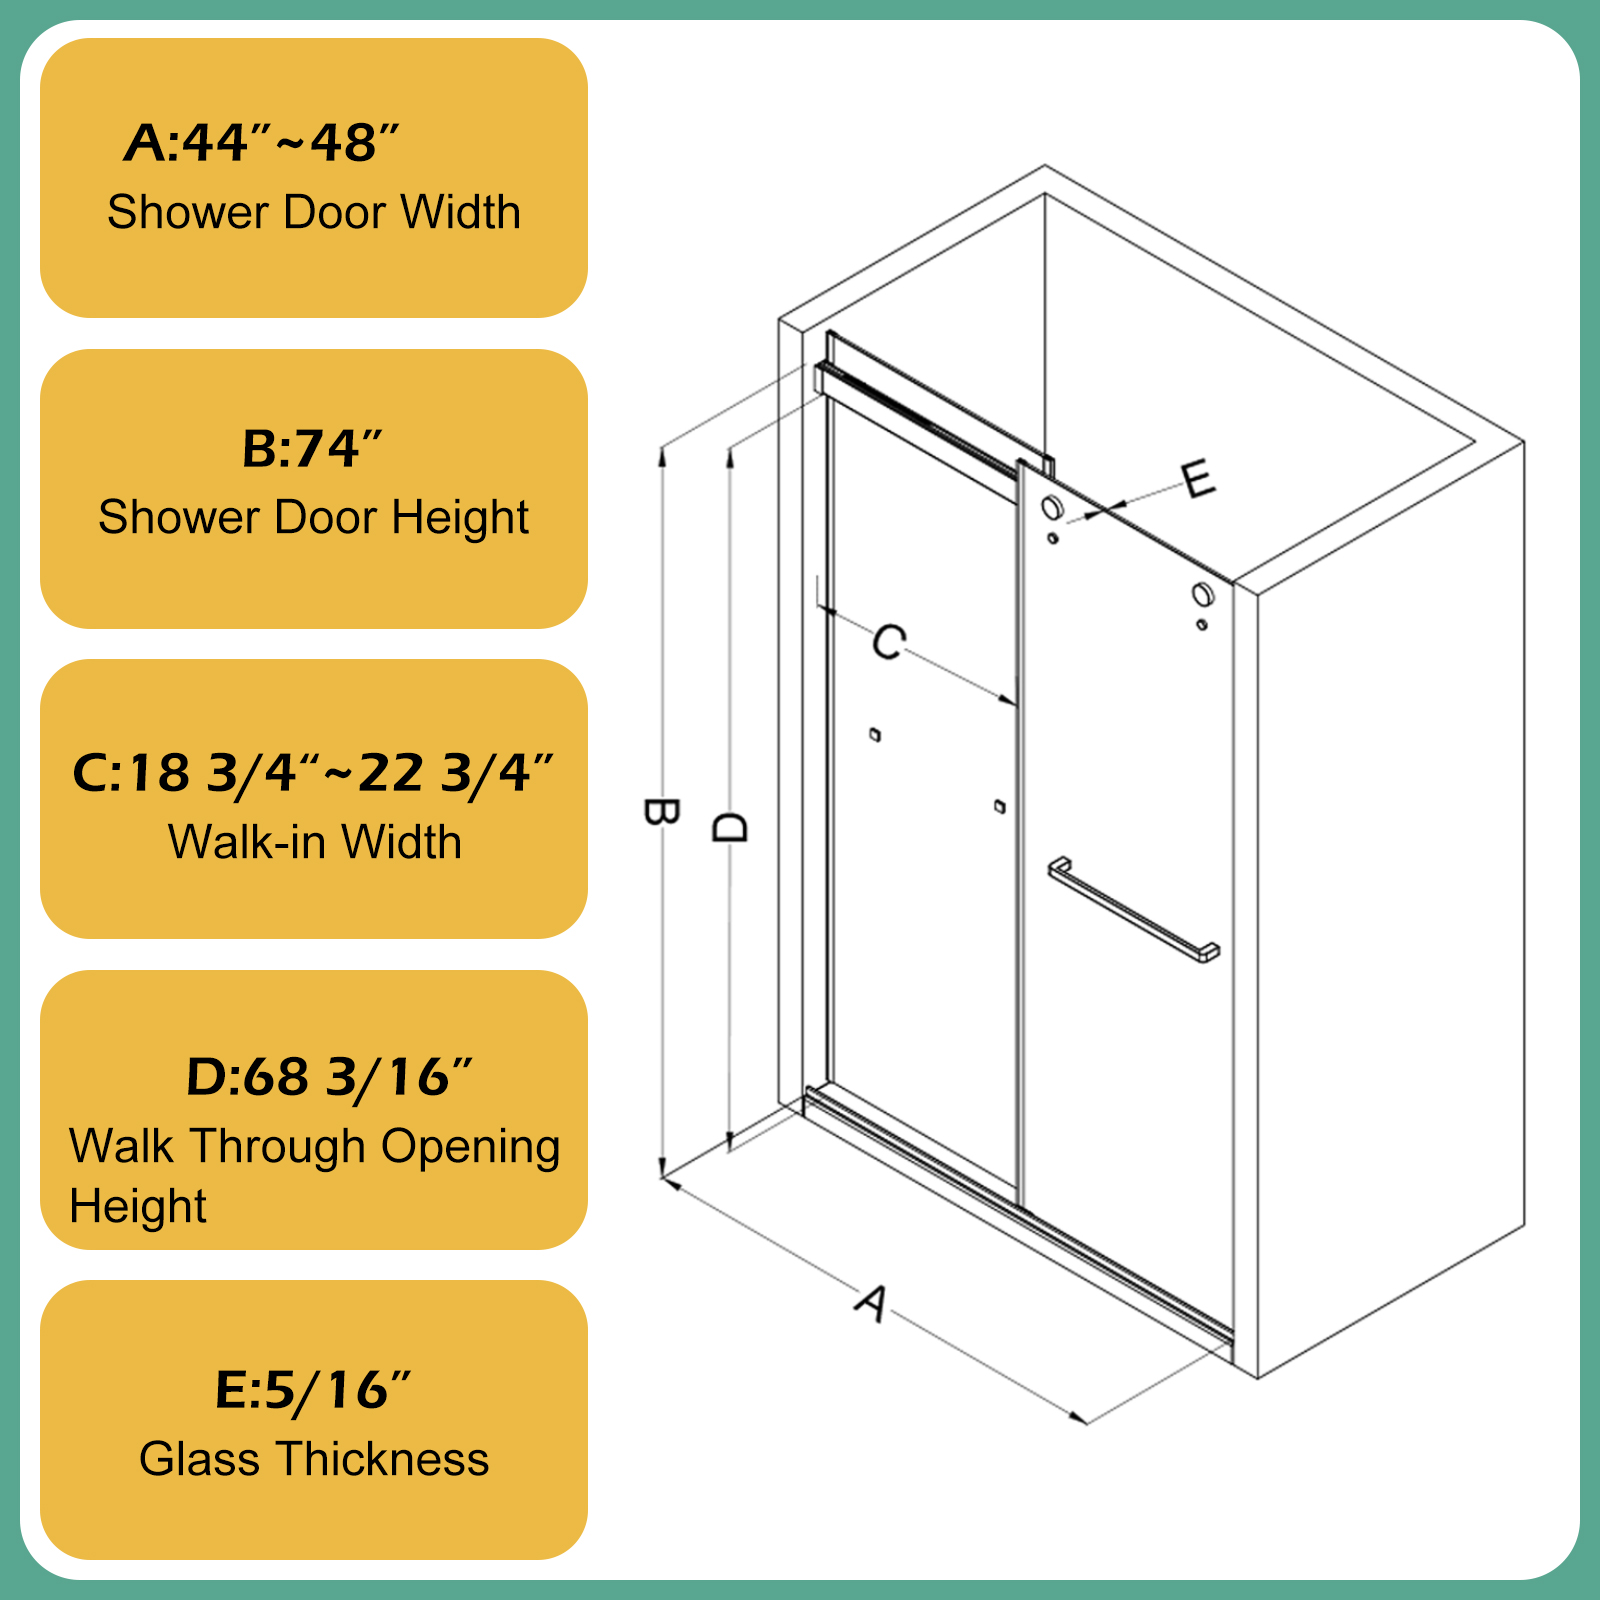 A:44”~48”
Shower Door Width
B:74”
Shower Door Height
C:18 3/4“~22 3/4”
Walk-in Width
D:68 3/16”
Walk Through Opening
Height
E:5/16”
Glass Thickness
E
C
B
D
A